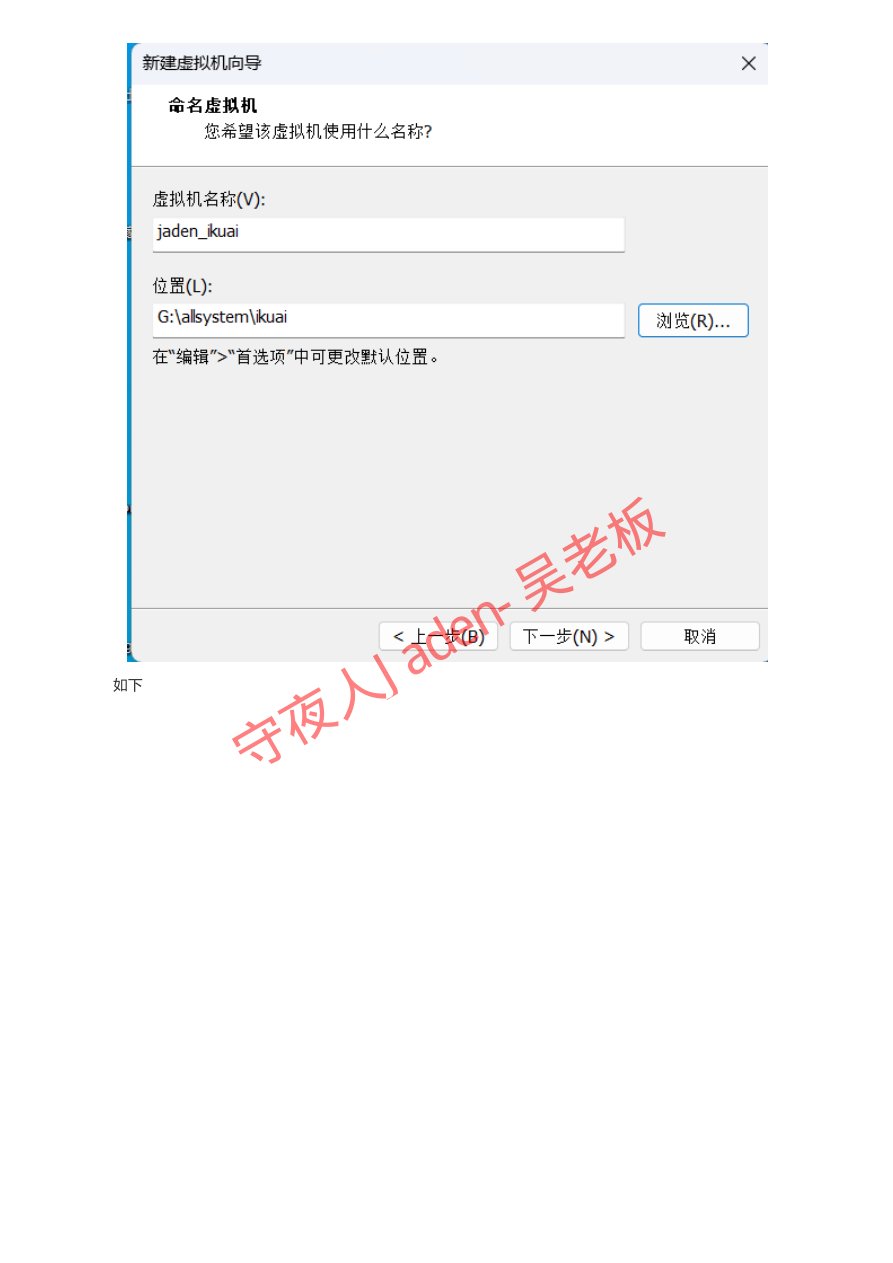 新建虚拟机向导
命名虚拟机
您希望该虚拟机使用什么名称?
虚拟机名称(V):
jaden_ikuai
位置(L):
G:\allsystem\ikuai
浏览(R)...
在“编辑”>“首选项”中可更改默认位置。
< 上一步(B)
下一步(N) >
取消
守夜人Jaden-吴老板
如下